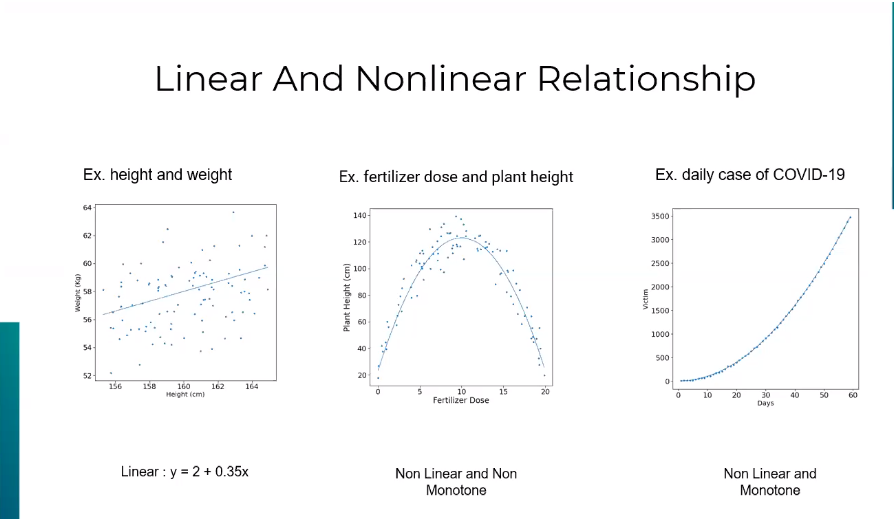 Linear And Nonlinear Relationship
Ex. height and weight
64
62
60
58
56
54
52
Weight (Kg)
156 158 160 162 164
Height (cm)
Linear : y = 2 + 0.35x
Ex. fertilizer dose and plant height
140
120
100
80
60
40
20
Plant Height (cm)
0 5 10 15 20
Fertilizer Dose
Non Linear and Non
Monotone
Ex. daily case of COVID-19
3500
3000
2500
2000
1500
1000
500
0
Victim
0 10 20 30 40 50 60
Days
Non Linear and
Monotone